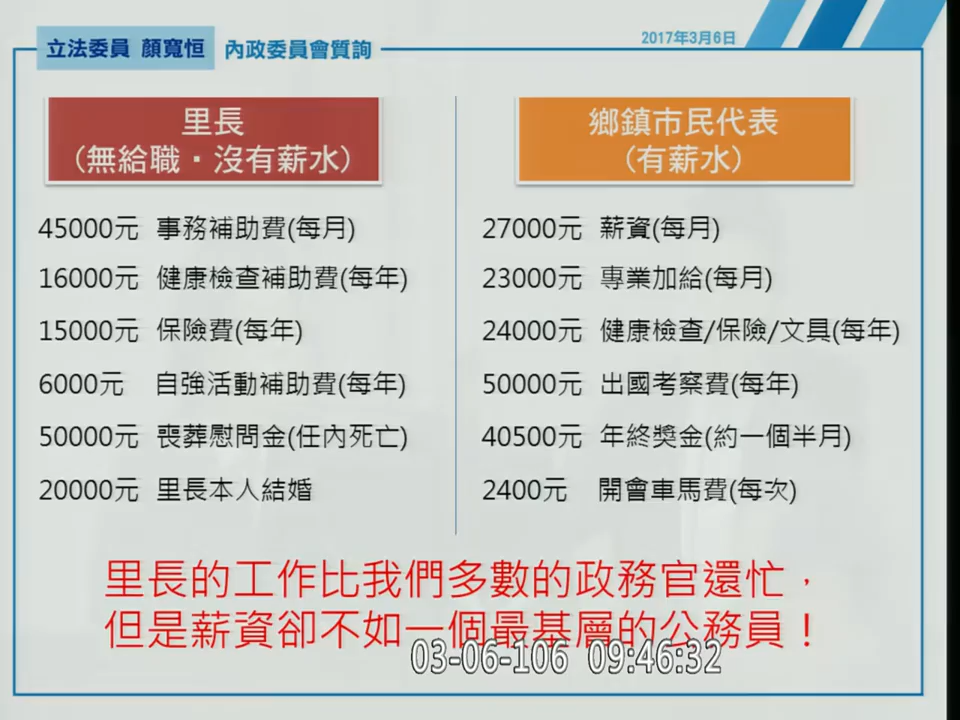 立法委員 顏寬恒 內政委員會質詢
2017年3月6日
里長
(無給職・沒有薪水)
45000元 事務補助費(每月)
16000元 健康檢查補助費(每年)
15000元 保險費(每年)
6000元 自強活動補助費(每年)
50000元 喪葬慰問金(任內死亡)
20000元 里長本人結婚
鄉鎮市民代表
(有薪水)
27000元 薪資(每月)
23000元 專業加給(每月)
24000元 健康檢查/保險/文具(每年)
50000元 出國考察費(每年)
40500元 年終獎金(約一個半月)
2400元 開會車馬費(每次)
里長的工作比我們多數的政務官還忙，
但是薪資卻不如一個最基層的公務員！
03-06-106 09:46:32